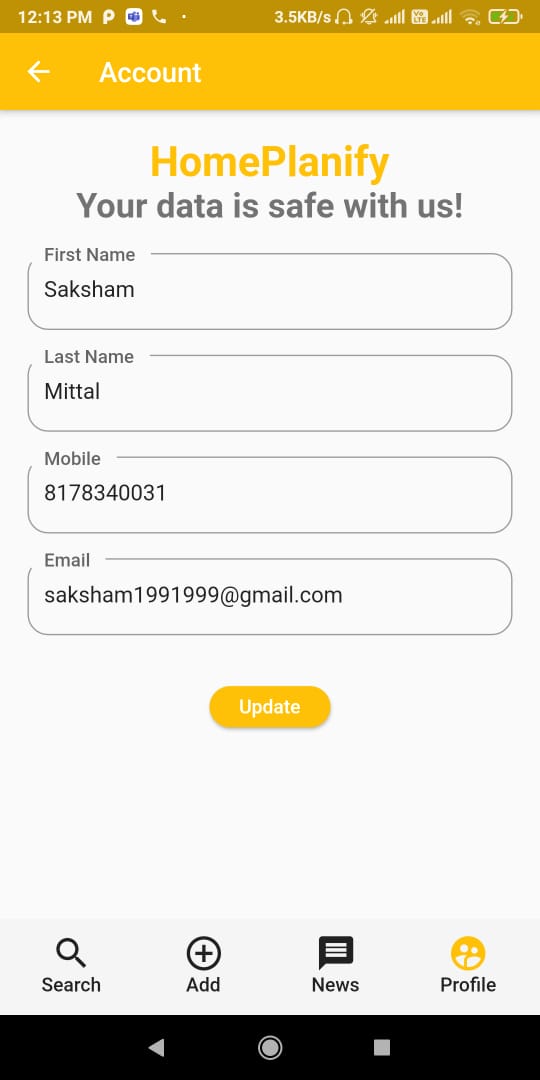 12:13 PM
3.5KB/s
Account
HomePlanify
Your data is safe with us!
First Name
Saksham
Last Name
Mittal
Mobile
8178340031
Email
saksham1991999@gmail.com
Update
Search Add News Profile